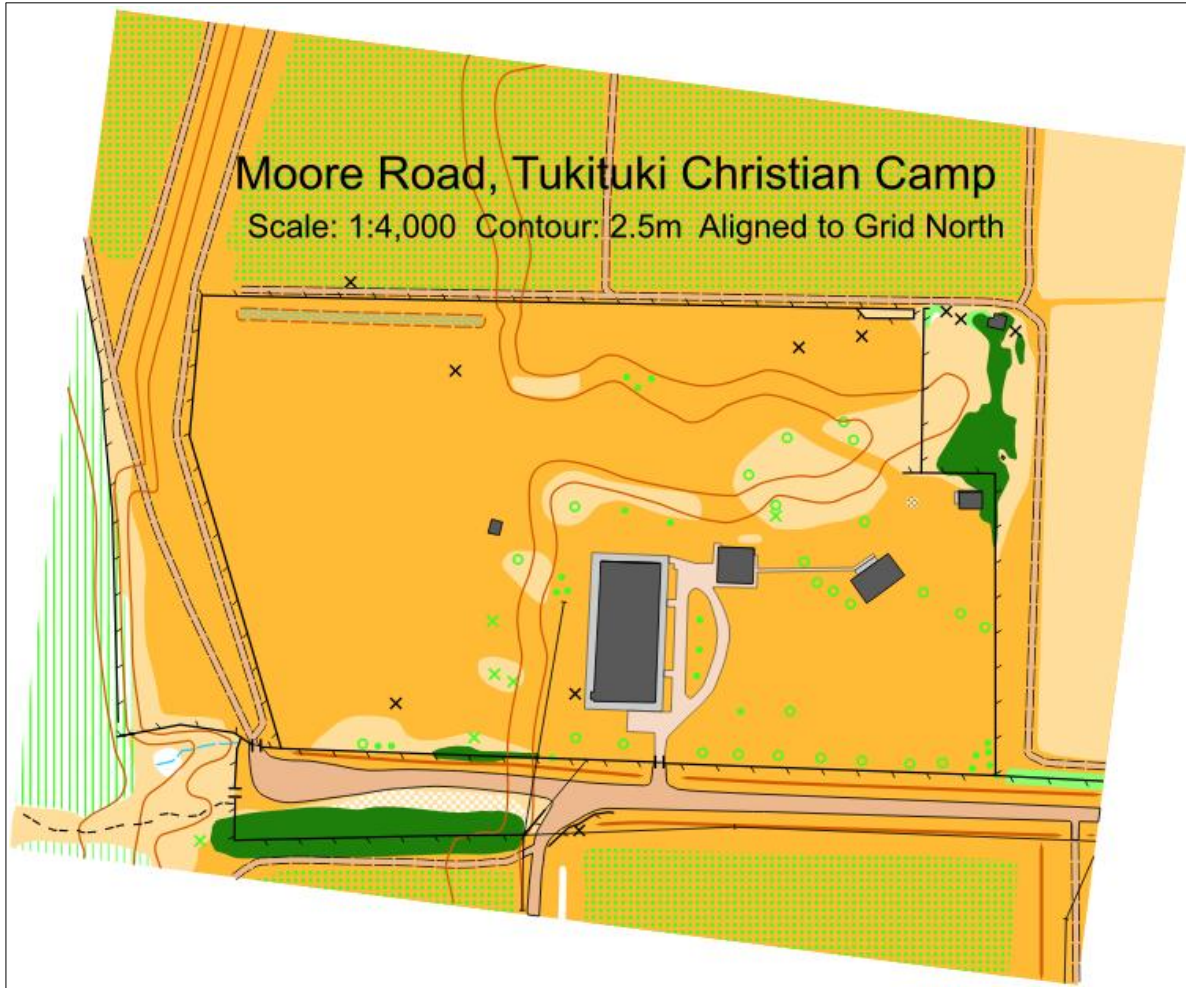 Moore Road, Tukituki Christian Camp
Scale: 1:4,000 Contour: 2.5m Aligned to Grid North